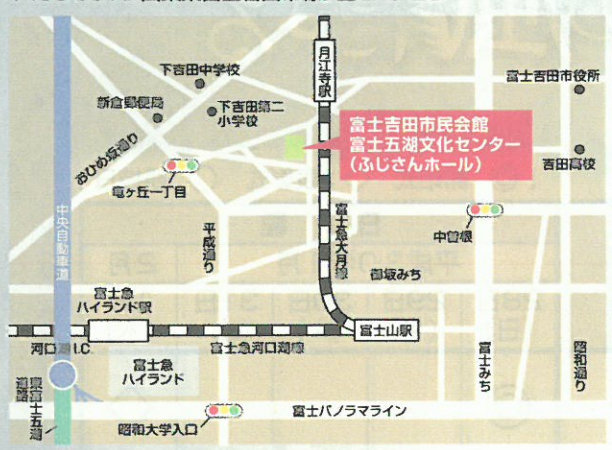 月江寺駅
下吉田中学校
新倉郵便局
下吉田第二
小学校
富士吉田市役所
富士吉田市民会館
富士五湖文化センター
(ふじさんホール)
吉田高校
おひめ坂通り
竜ヶ丘一丁目
中央自動車道
平成通り
富士急大月線
中曽根
御坂みち
富士急
ハイランド駅
河口湖I.C.
富士急河口湖線
富士山駅
富士急
ハイランド
富士みち
昭和通り
東富士五湖
道路
昭和大学入口
富士パノラマライン